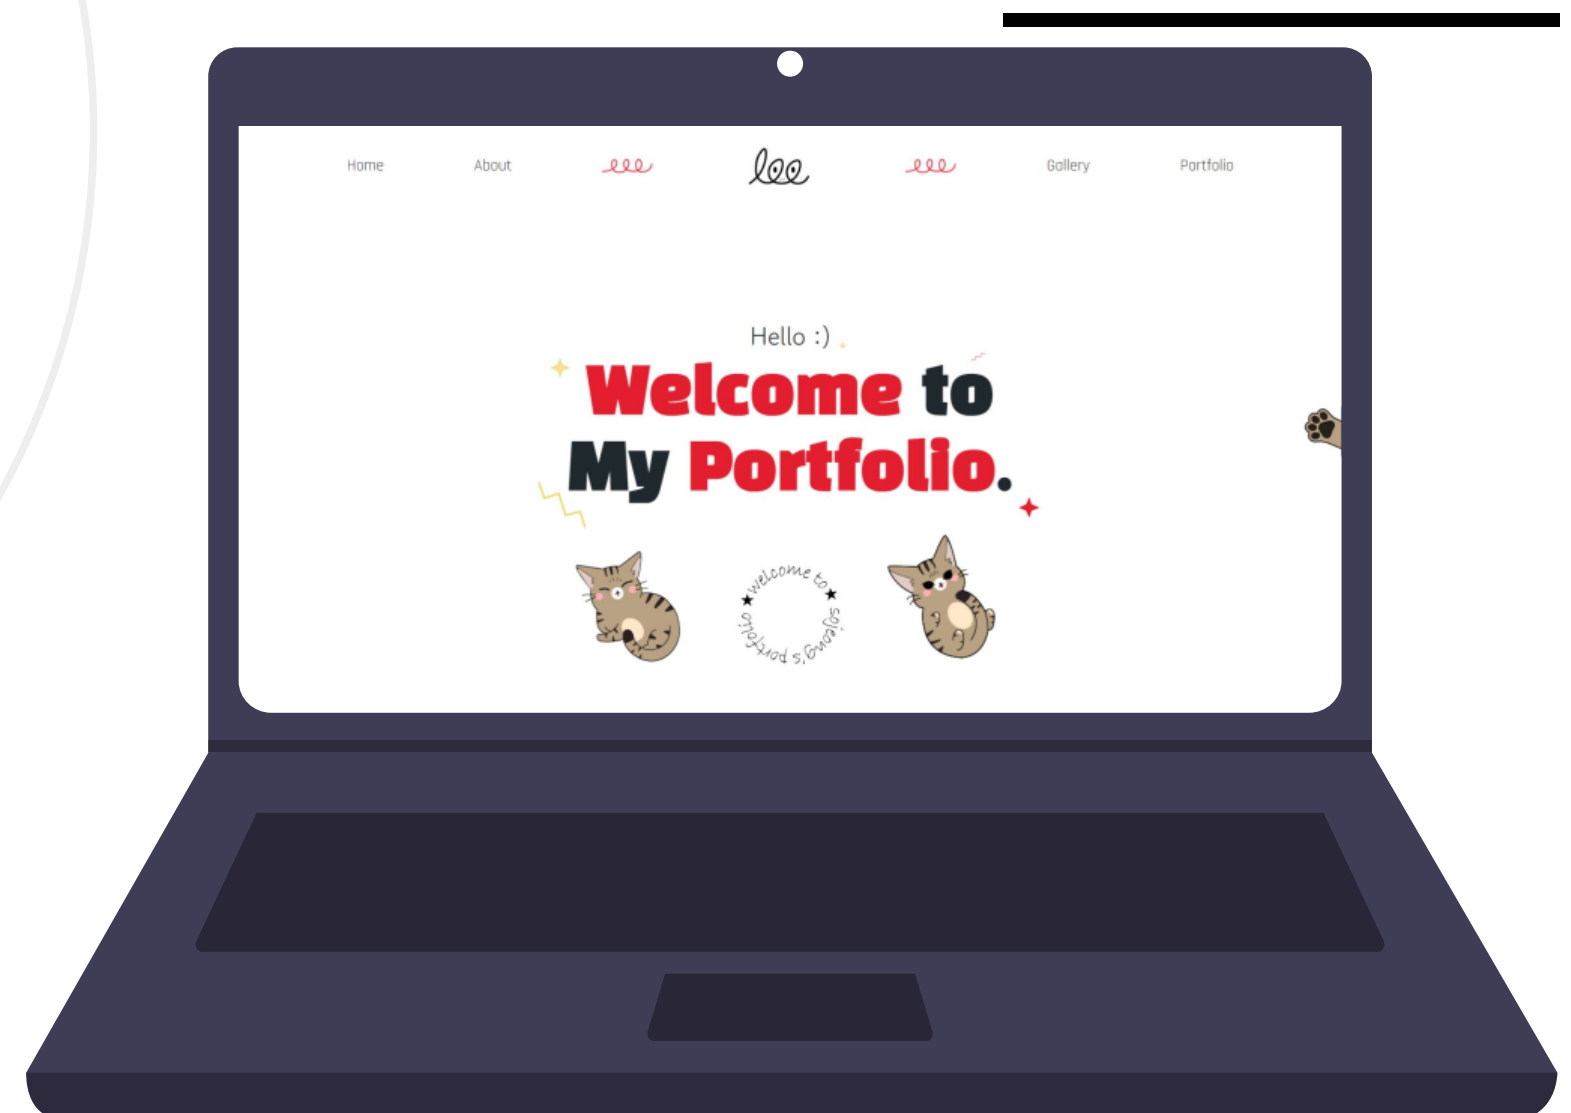 Home About lee Gallery Portfolio
Hello :)
Welcome to
My Portfolio.
welcome to sojeong's portfolio